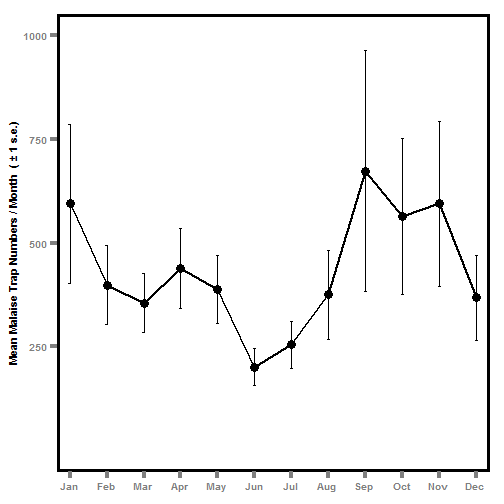 Mean Malaise Trap Numbers / Month ( ± 1 s.e.)
1000
750
500
250
Jan Feb Mar Apr May Jun Jul Aug Sep Oct Nov Dec